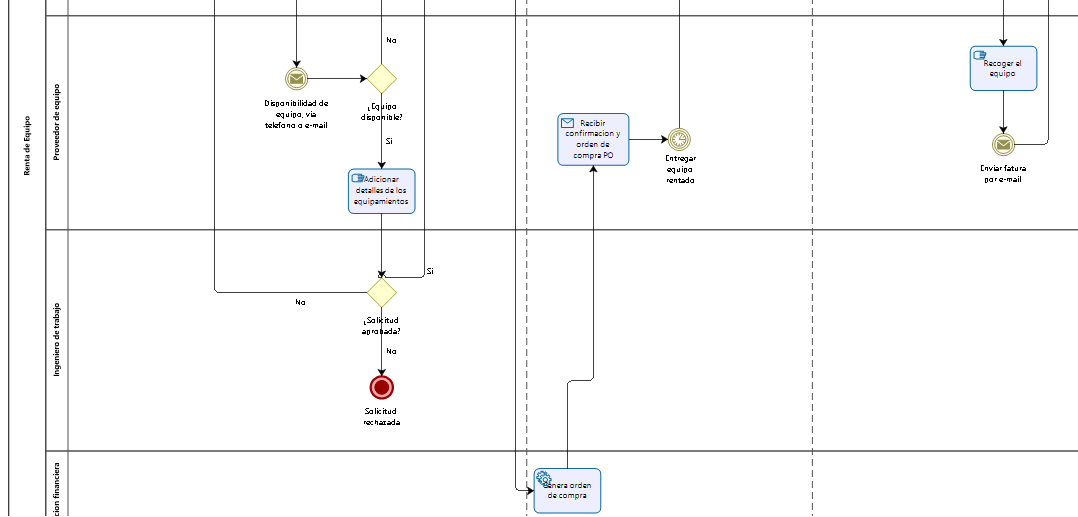 Renta de Equipo
Proveedor de equipo
No
Disponibilidad de
equipo, via
telefono o e-mail
¿Equipo
disponible?
Si
Adicionar
detalles de los
equipamientos
Recibir
confirmacion y
orden de
compra PO
Entregar
equipo
rentado
Recoger el
equipo
Enviar fatura
por e-mail
Ingeniero de trabajo
Si
No
¿Solicitud
aprobada?
No
Solicitud
rechazada
cion financiera
Genera orden
de compra